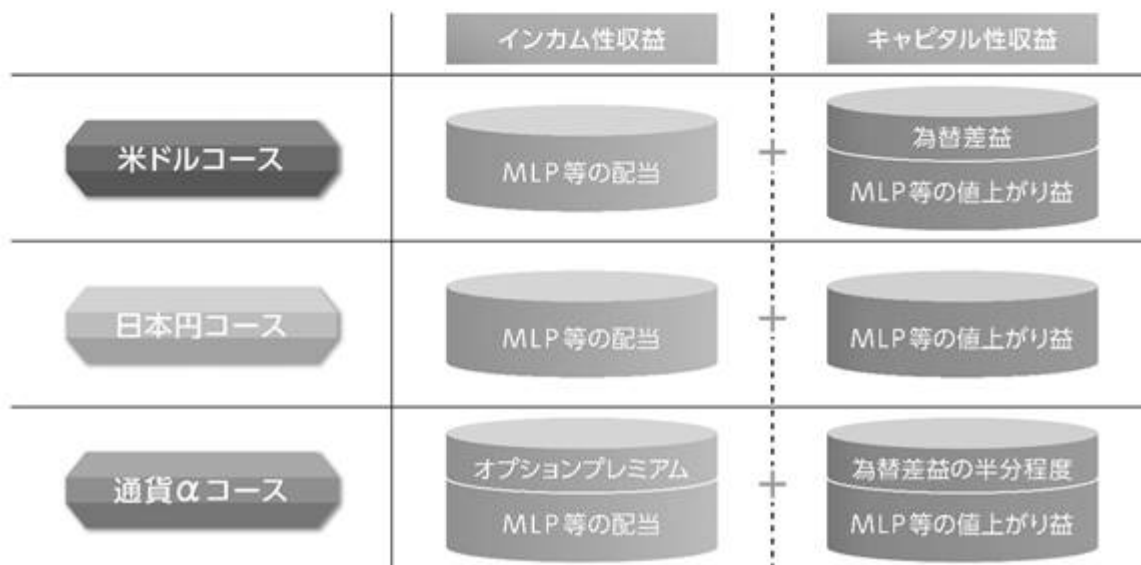 インカム性収益
キャピタル性収益
米ドルコース
MLP等の配当
+
為替差益
MLP等の値上がり益
日本円コース
MLP等の配当
+
MLP等の値上がり益
通貨αコース
オプションプレミアム
MLP等の配当
+
為替差益の半分程度
MLP等の値上がり益